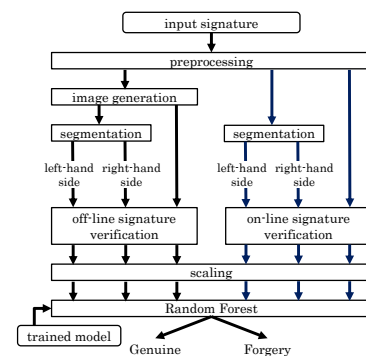 input signature
preprocessing
image generation
segmentation
segmentation
left-hand
side
right-hand
side
left-hand
side
right-hand
side
off-line signature
verification
on-line signature
verification
scaling
Random Forest
trained model
Genuine
Forgery